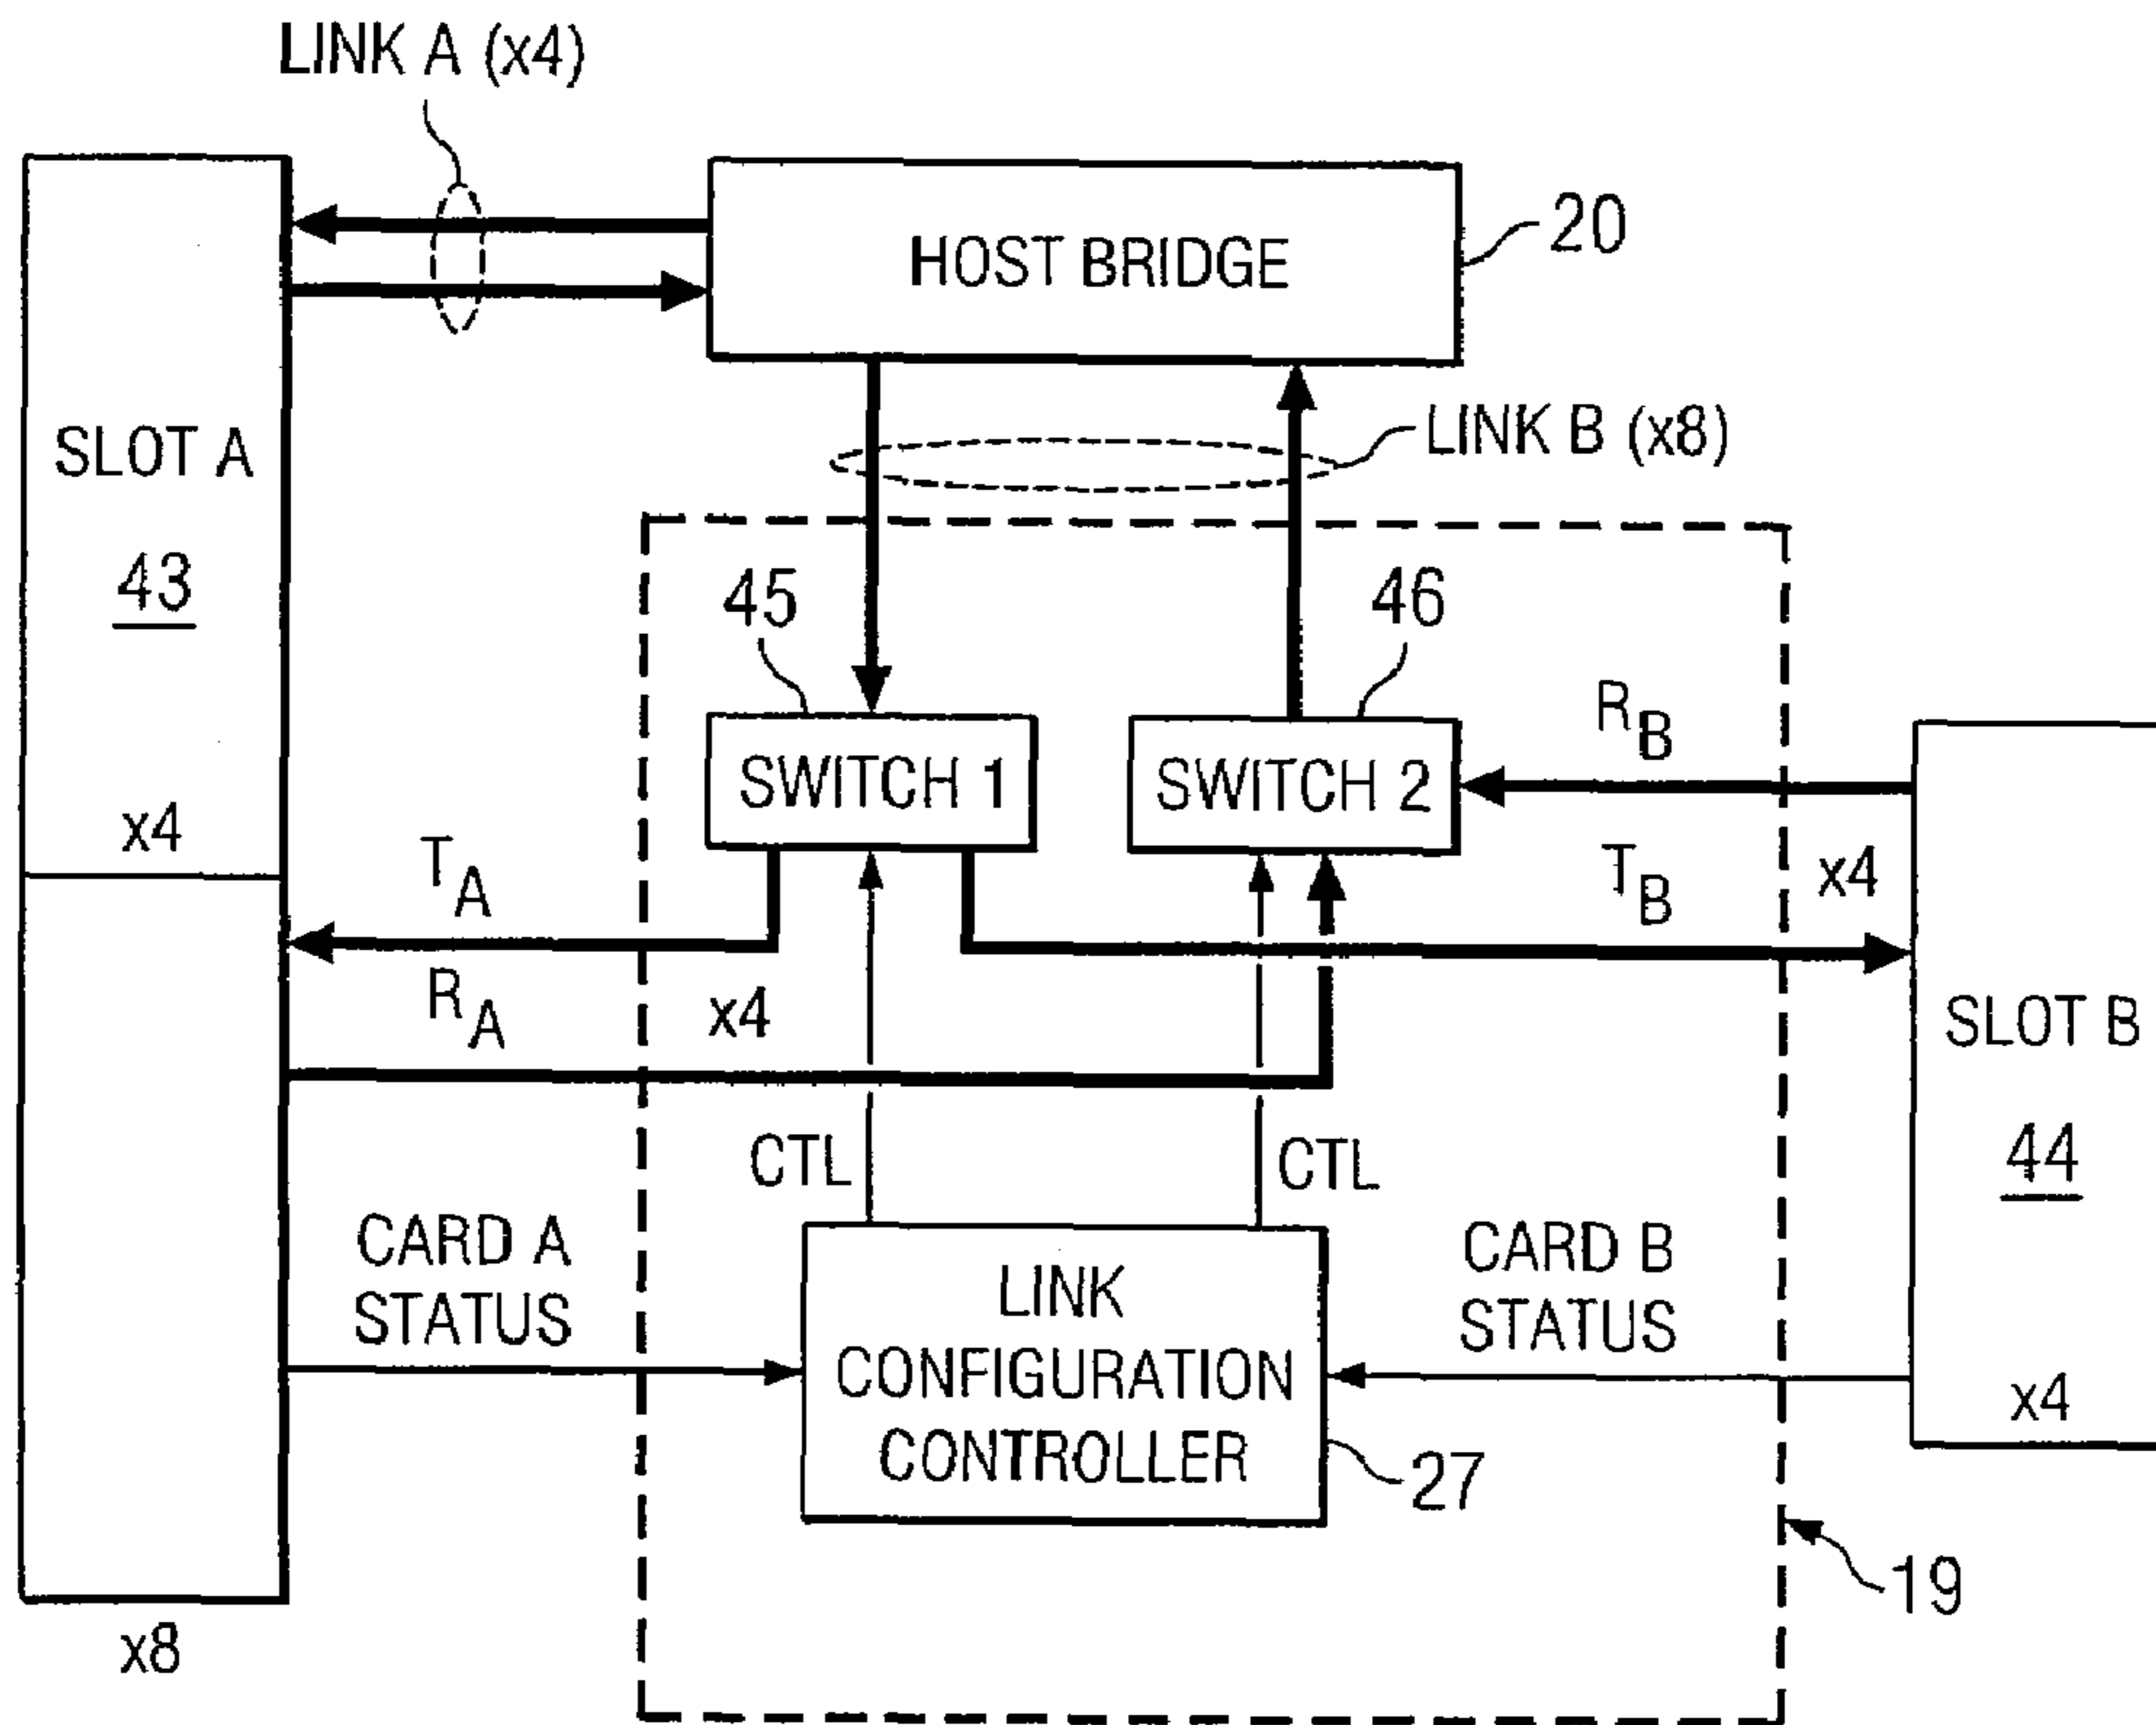 LINK A (x4)
HOST BRIDGE
20
SLOT A
43
x4
LINK B (x8)
45
46
SWITCH 1
SWITCH 2
RB
TB
x4
TA
RA
x4
SLOT B
44
x4
CTL
CTL
CARD A
STATUS
LINK
CONFIGURATION
CONTROLLER
27
CARD B
STATUS
19
x8